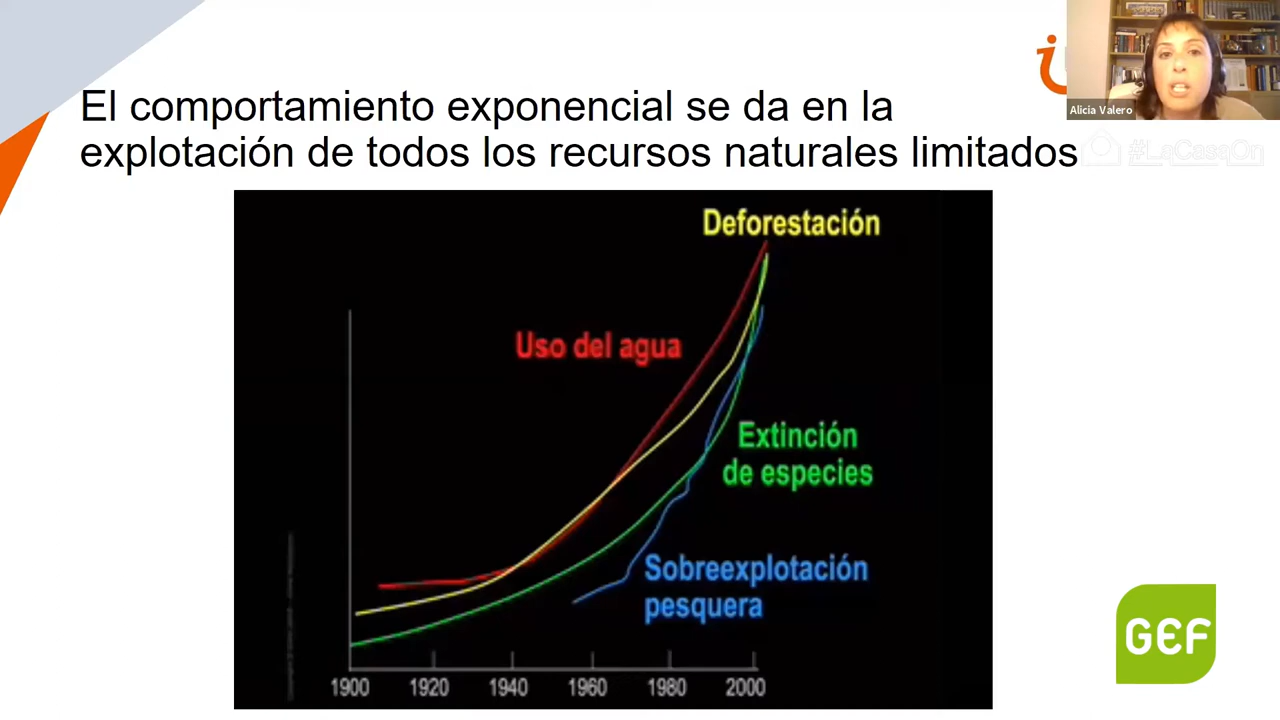 El comportamiento exponencial se da en la
explotación de todos los recursos naturales limitados
Alicia Valero
#LaCasaOn
Deforestación
Uso del agua
Extinción
de especies
Sobreexplotación
pesquera
1900 1920 1940 1960 1980 2000
GEF